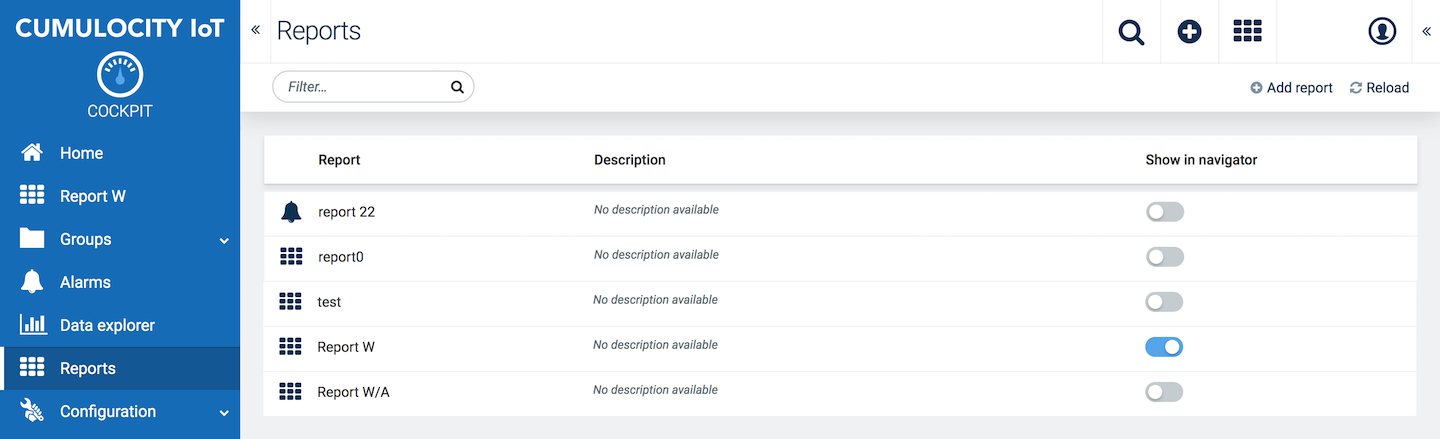 CUMULOCITY IoT
COCKPIT
Home
Report W
Groups
Alarms
Data explorer
Reports
Configuration
Reports
Filter...
Add report
Reload
Report Description Show in navigator
report 22 No description available
report0 No description available
test No description available
Report W No description available
Report W/A No description available